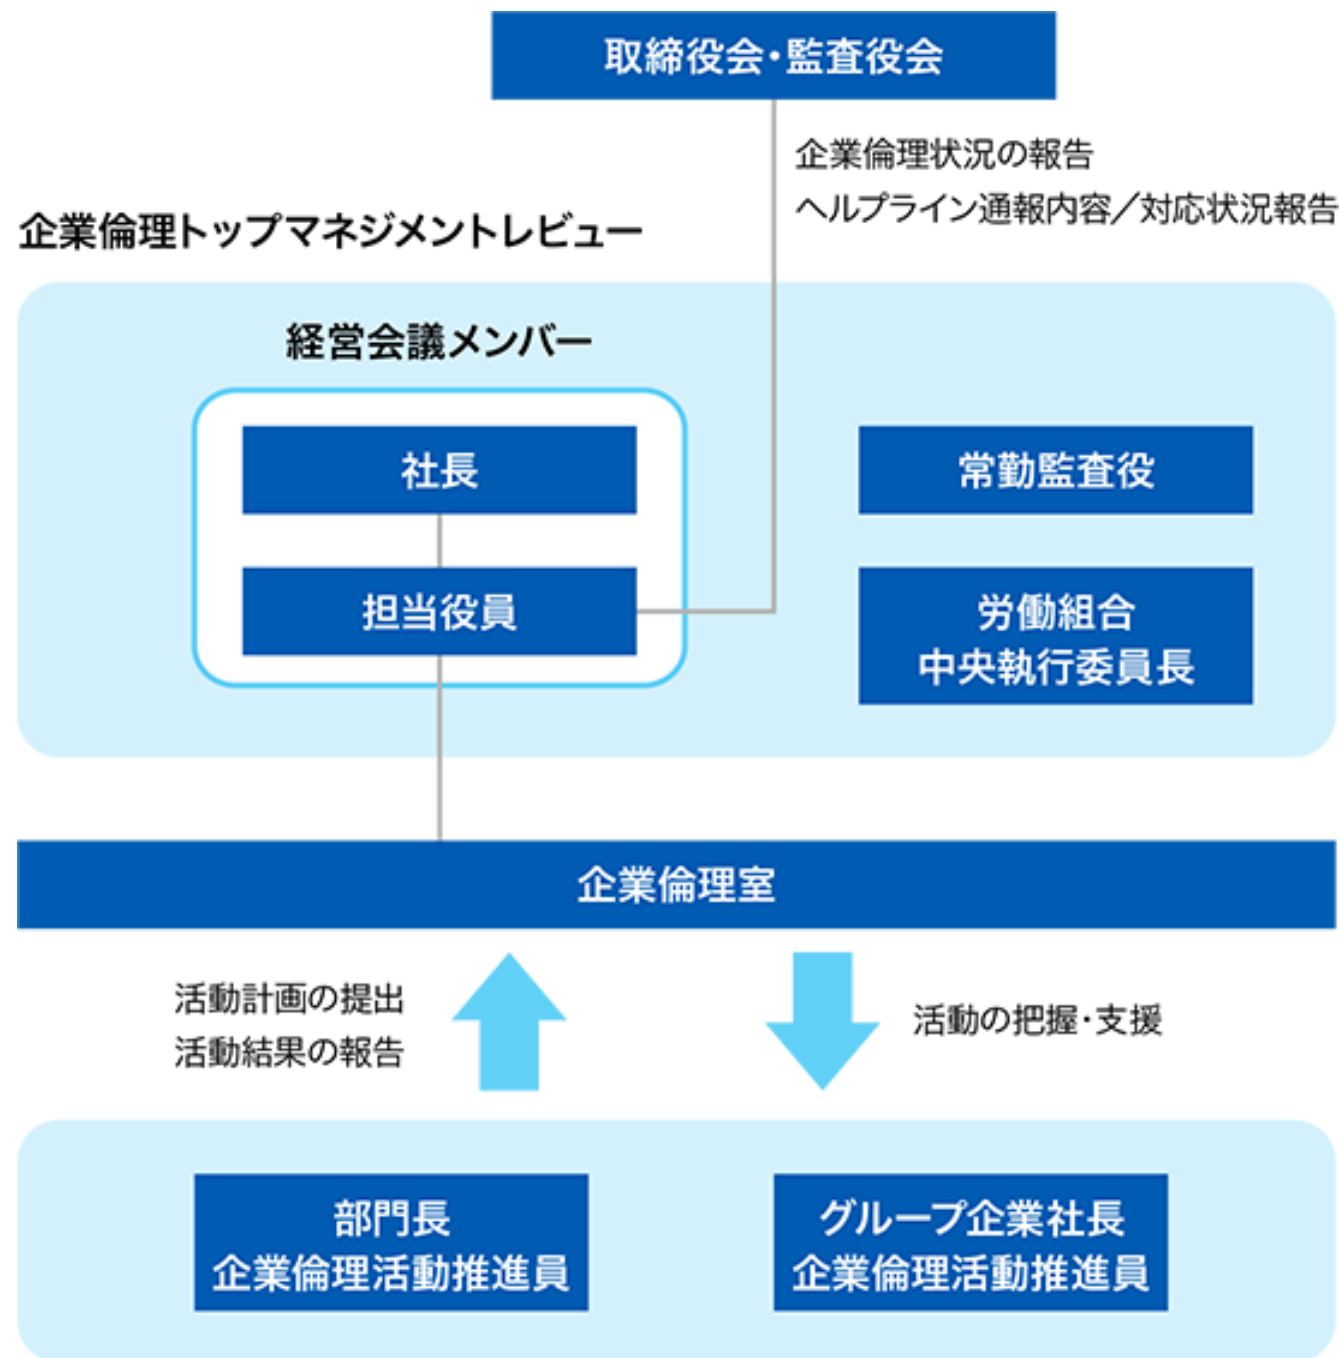 取締役会・監査役会
企業倫理状況の報告
ヘルプライン通報内容／対応状況報告
企業倫理トップマネジメントレビュー
経営会議メンバー
社長
常勤監査役
担当役員
労働組合
中央執行委員長
企業倫理室
活動計画の提出
活動結果の報告
活動の把握・支援
部門長
企業倫理活動推進員
グループ企業社長
企業倫理活動推進員